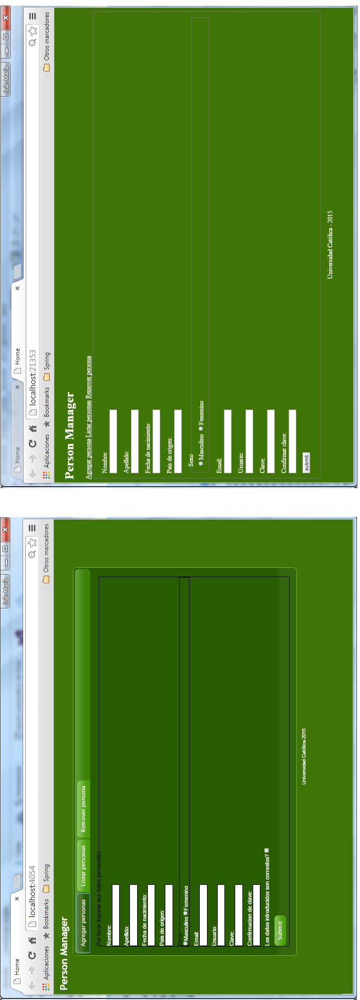 Iván María
Home
localhost:4054
Aplicaciones Bookmarks Spring Otros marcadores
Person Manager
Agregar personas Listar personas Remover persona
Por favor ingrese sus datos personales
Nombre:
Apellido:
Fecha de nacimiento:
Pais de origen:
Sexo
Masculino Femenino
Email:
Usuario:
Clave:
Confirmacion de clave:
Los datos introducidos son correstos?
Submit
Universidad Católica-2015
Iván María
Home Home
localhost:21353
Aplicaciones Bookmarks Spring Otros marcadores
Person Manager
Agregar persona Listar personas Remover persona
Nombre:
Apellido:
Fecha de nacimiento:
Pais de origen:
Sexo
Masculino Femenino
Email:
Usuario:
Clave:
Confirmar clave:
submit
Universidad Católica - 2015